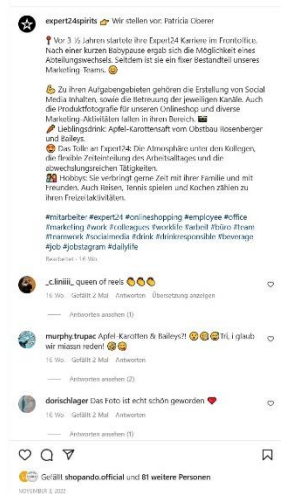 expert24spirits 👉 Wir stellen vor: Patricia Oberer
📍 Vor 3 ½ Jahren startete ihre Expert24 Karriere im Frontoffice.
Nach einer kurzen Babypause ergab sich die Möglichkeit eines
Abteilungswechsels. Seitdem ist sie ein fixer Bestandteil unseres
Marketing-Teams. 😊
💪 Zu ihren Aufgabengebieten gehören die Erstellung von Social
Media Inhalten, sowie die Betreuung der jeweiligen Kanäle. Auch
die Produktfotografie für unseren Onlineshop und diverse
Marketing-Aktivitäten fallen in ihren Bereich. 📸
🥕 Lieblingsdrink: Apfel-Karottensaft vom Obstbau Rosenberger
und Baileys.
😍 Das Tolle an Expert24: Die Atmosphäre unter den Kollegen,
die flexible Zeiteinteilung des Arbeitsalltages und die
abwechslungsreichen Tätigkeiten.
👨‍👩‍👧 Hobbys: Sie verbringt gerne Zeit mit ihrer Familie und mit
Freunden. Auch Reisen, Tennis spielen und Kochen zählen zu
ihren Freizeitaktivitäten.
#mitarbeiter #expert24 #onlineshopping #employee #office
#marketing #work #colleagues #worklife #arbeit #büro #team
#teamwork #socialmedia #drink #drinkresponsible #beverage
#job #jobstagram #dailylife
Bearbeitet · 16 Wo.
_c.liniiii_ queen of reels 👏👏👏
16 Wo. Gefällt 2 Mal Antworten Übersetzung anzeigen
Antworten ansehen (1)
murphy.trupac Apfel-Karotten & Baileys?! 😮😄😅Tri, i glaub
wir miassn reden! 🤣😋
16 Wo. Gefällt 2 Mal Antworten
Antworten ansehen (2)
dorischlager Das Foto ist echt schön geworden ❤️
16 Wo. Gefällt 2 Mal Antworten
Antworten ansehen (1)
Gefällt shopando.official und 81 weitere Personen
NOVEMBER 3, 2022